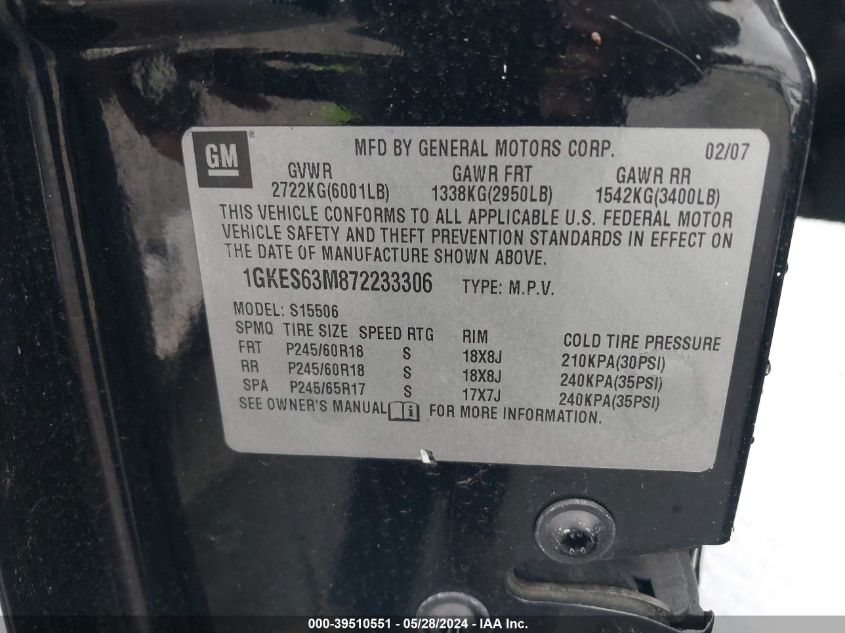 GM ® MFD BY GENERAL MOTORS CORP. 02/07
GVWR GAWR FRT GAWR RR
2722KG(6001LB) 1338KG(2950LB) 1542KG(3400LB)
THIS VEHICLE CONFORMS TO ALL APPLICABLE U.S. FEDERAL MOTOR
VEHICLE SAFETY AND THEFT PREVENTION STANDARDS IN EFFECT ON
THE DATE OF MANUFACTURE SHOWN ABOVE.
1GKES63M872233306 TYPE: M.P.V.
MODEL: S15506
SPMQ TIRE SIZE SPEED RTG RIM COLD TIRE PRESSURE
FRT P245/60R18 S 18X8J 210KPA(30PSI)
RR P245/60R18 S 18X8J 240KPA(35PSI)
SPA P245/65R17 S 17X7J 240KPA(35PSI)
SEE OWNER'S MANUAL i FOR MORE INFORMATION.
000-39510551 - 05/28/2024 - IAA Inc.